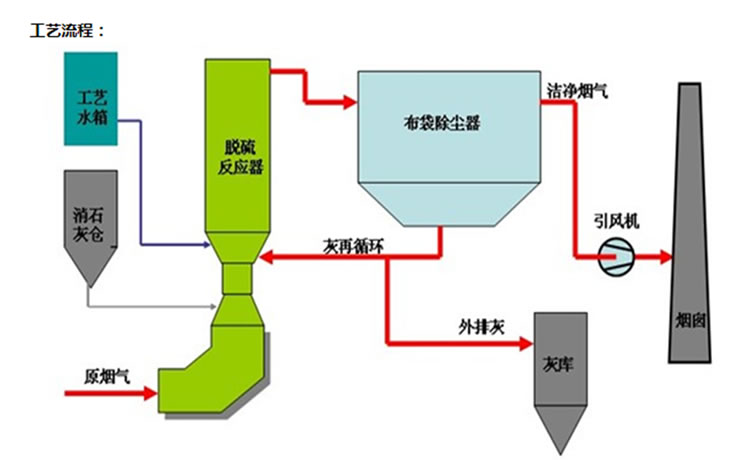 工艺流程：
工艺
水箱
脱硫
反应器
布袋除尘器
洁净烟气
消石
灰仓
灰再循环
引风机
烟囱
外排灰
灰库
原烟气